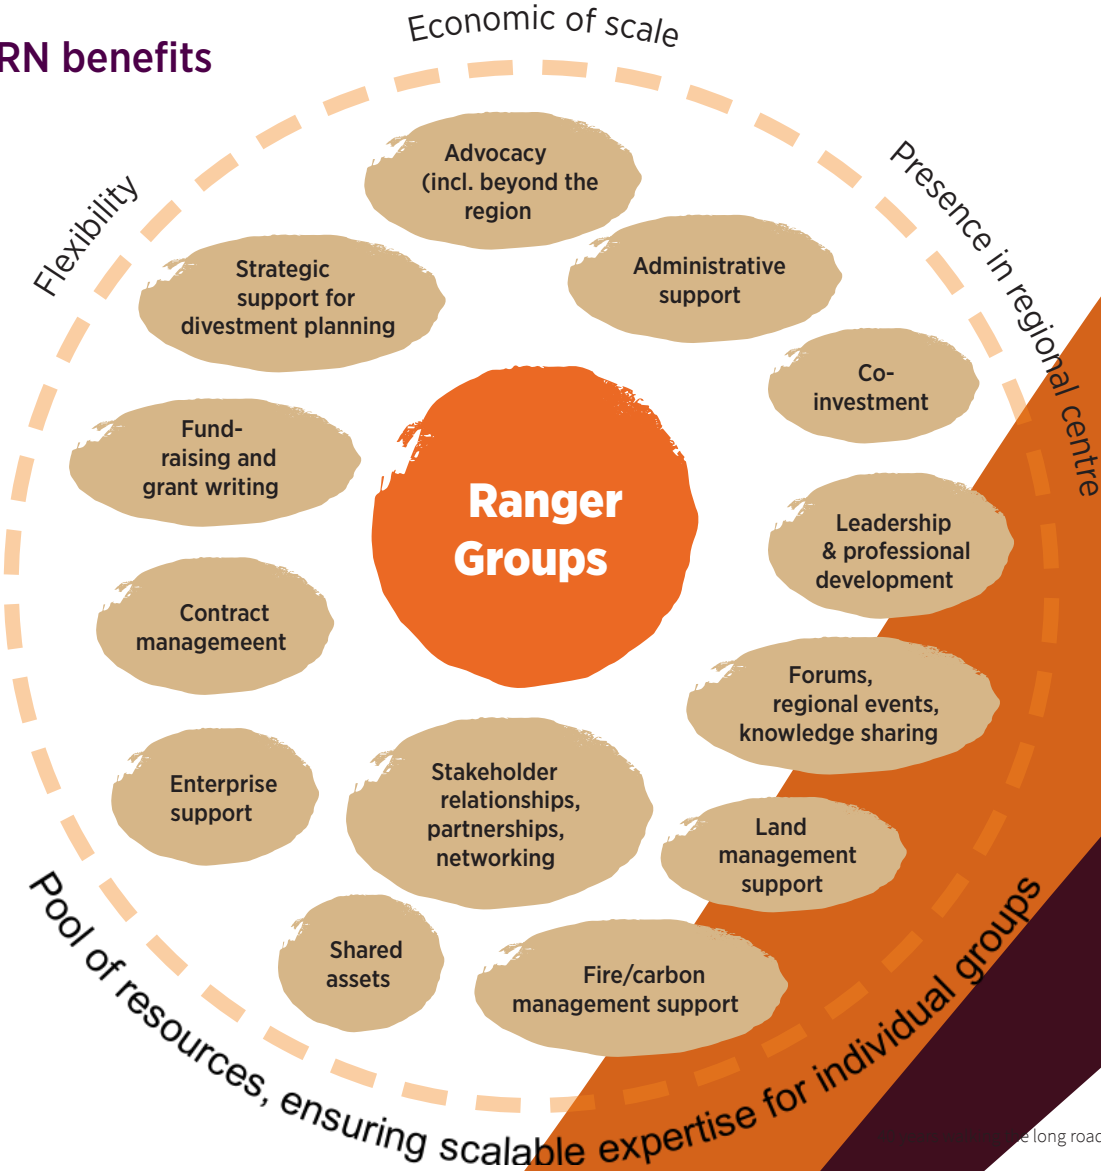 RN benefits
Economic of scale
Flexibility
Presence in regional centre
Advocacy
(incl. beyond the
region
Strategic
support for
divestment planning
Administrative
support
Co-
investment
Fund-
raising and
grant writing
Ranger
Groups
Leadership
& professional
development
Contract
managemeent
Forums,
regional events,
knowledge sharing
Enterprise
support
Stakeholder
relationships,
partnerships,
networking
Land
management
support
Shared
assets
Fire/carbon
management support
Pool of resources, ensuring scalable expertise for individual groups
long road